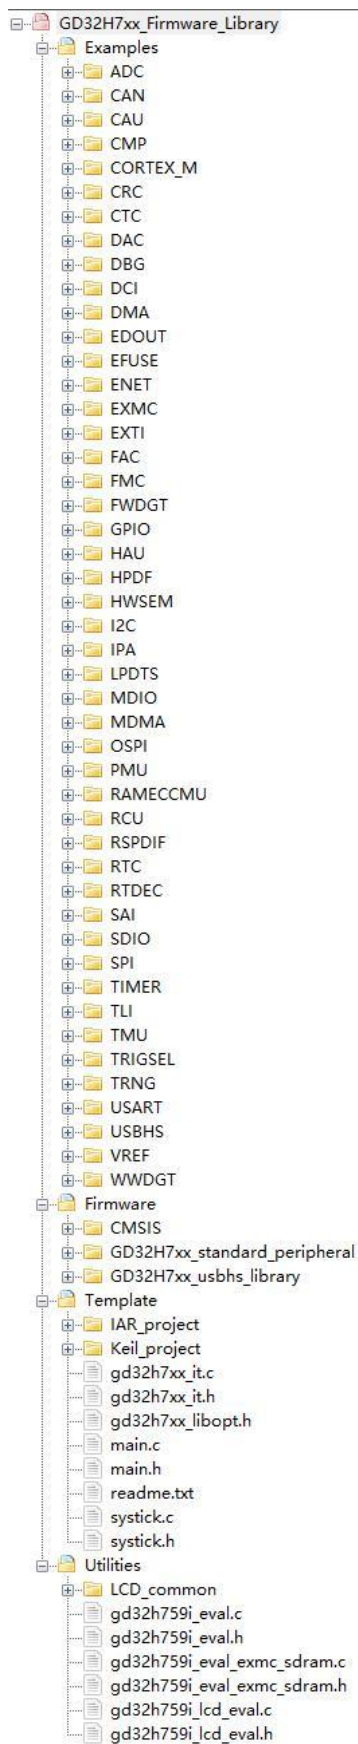 GD32H7xx_Firmware_Library
Examples
ADC
CAN
CAU
CMP
CORTEX_M
CRC
CTC
DAC
DBG
DCI
DMA
EDOUT
EFUSE
ENET
EXMC
EXTI
FAC
FMC
FWDGT
GPIO
HAU
HPDF
HWSEM
I2C
IPA
LPDTS
MDIO
MDMA
OSPI
PMU
RAMECCMU
RCU
RSPDIF
RTC
RTDEC
SAI
SDIO
SPI
TIMER
TLI
TMU
TRIGSEL
TRNG
USART
USBHS
VREF
WWDGT
Firmware
CMSIS
GD32H7xx_standard_peripheral
GD32H7xx_usbhs_library
Template
IAR_project
Keil_project
gd32h7xx_it.c
gd32h7xx_it.h
gd32h7xx_libopt.h
main.c
main.h
readme.txt
systick.c
systick.h
Utilities
LCD_common
gd32h759i_eval.c
gd32h759i_eval.h
gd32h759i_eval_exmc_sdram.c
gd32h759i_eval_exmc_sdram.h
gd32h759i_lcd_eval.c
gd32h759i_lcd_eval.h